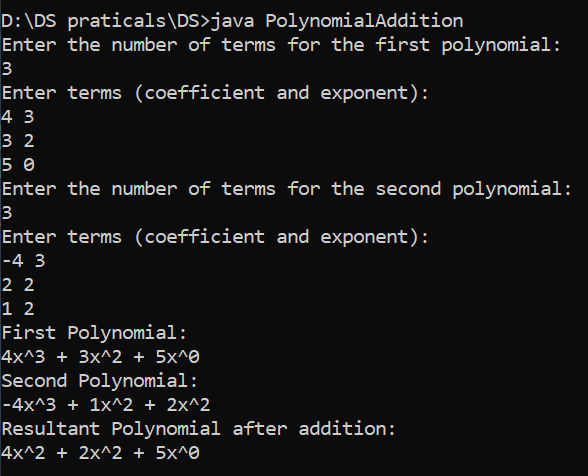 D:\DS praticals\DS>java PolynomialAddition
Enter the number of terms for the first polynomial:
3
Enter terms (coefficient and exponent):
4 3
3 2
5 0
Enter the number of terms for the second polynomial:
3
Enter terms (coefficient and exponent):
-4 3
2 2
1 2
First Polynomial:
4x^3 + 3x^2 + 5x^0
Second Polynomial:
-4x^3 + 1x^2 + 2x^2
Resultant Polynomial after addition:
4x^2 + 2x^2 + 5x^0